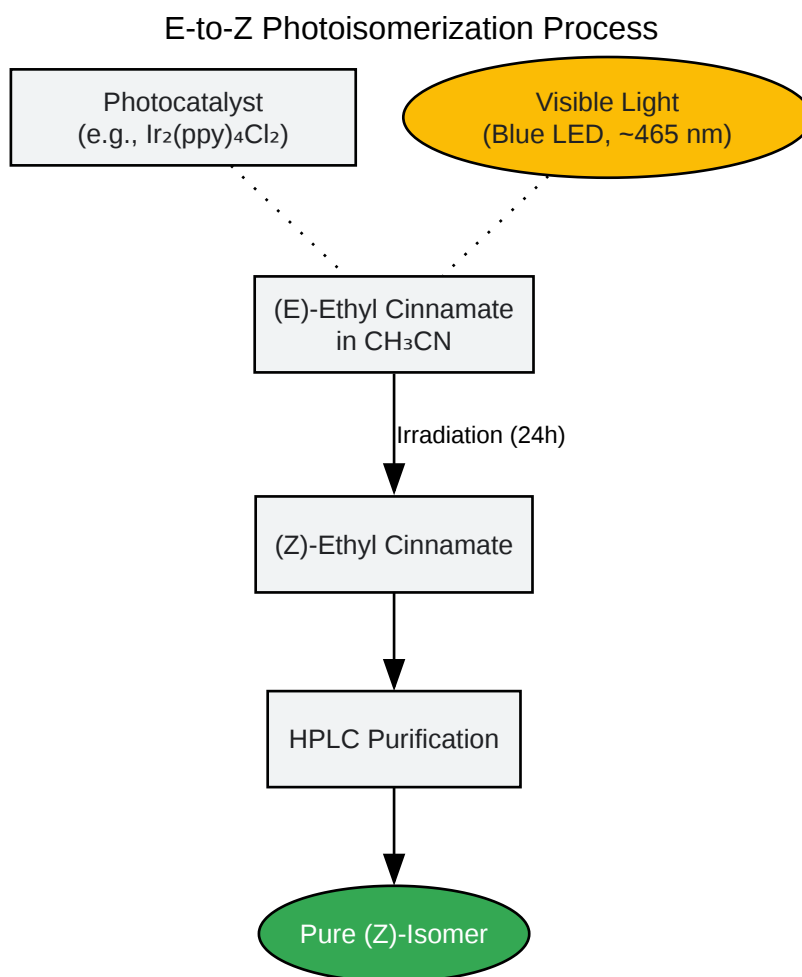 E-to-Z Photoisomerization Process
Photocatalyst
(e.g., Ir₂(ppy)₄Cl₂)
Visible Light
(Blue LED, ~465 nm)
(E)-Ethyl Cinnamate
in CH₃CN
Irradiation (24h)
(Z)-Ethyl Cinnamate
HPLC Purification
Pure (Z)-Isomer